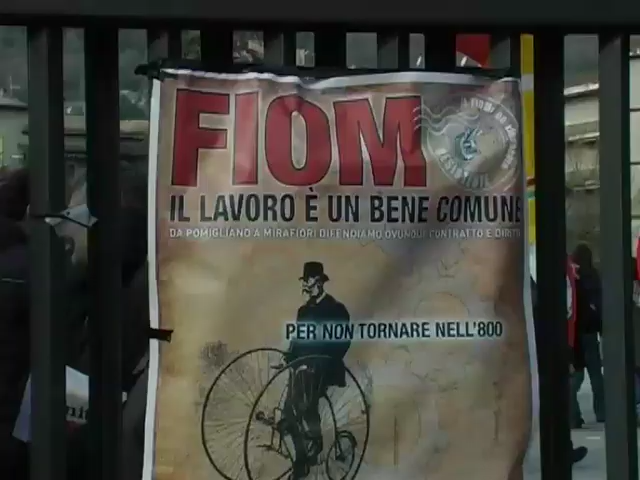 FIOM
IL LAVORO È UN BENE COMUNE
DA POMIGLIANO A MIRAFIORI DIFENDIAMO OVUNQUE CONTRATTO E DIRITTI
PER NON TORNARE NELL'800